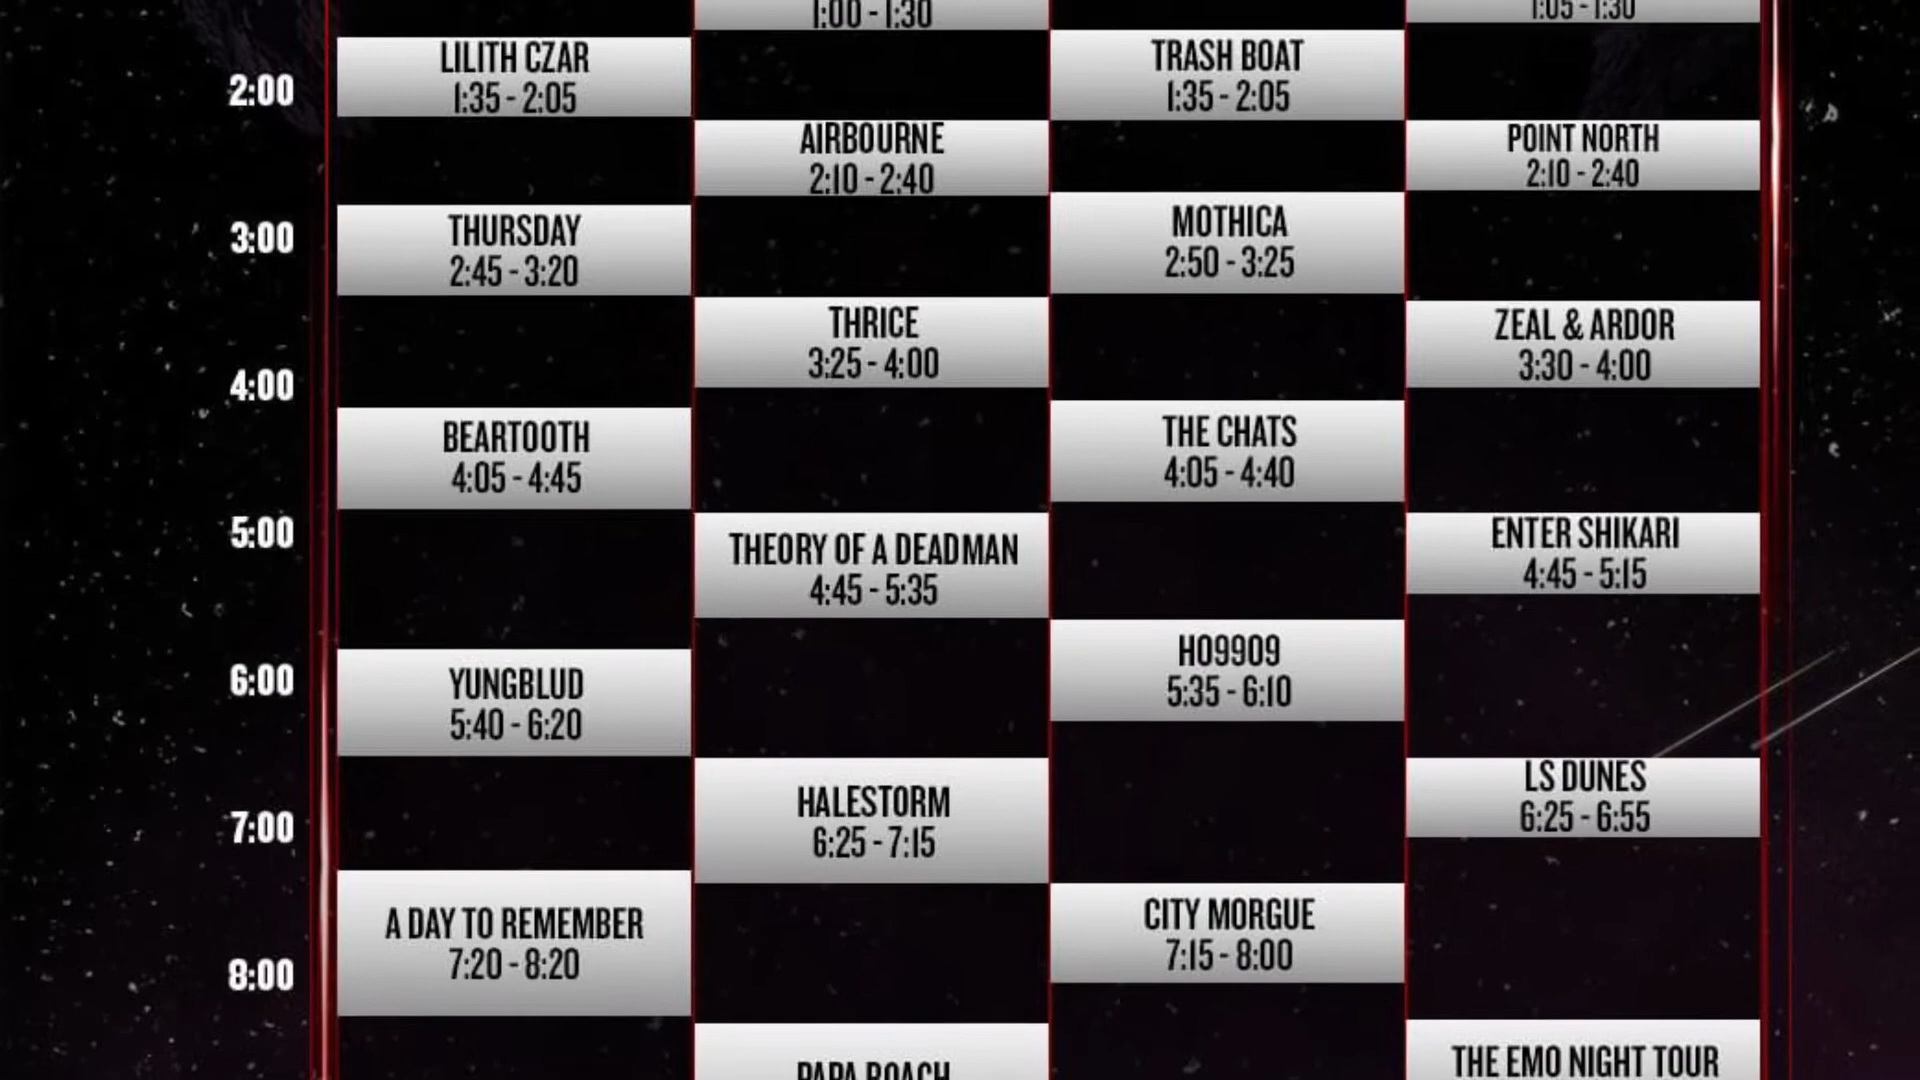 1:00 - 1:30
1:05 - 1:30
LILITH CZAR
1:35 - 2:05
TRASH BOAT
1:35 - 2:05
2:00
AIRBOURNE
2:10 - 2:40
POINT NORTH
2:10 - 2:40
THURSDAY
2:45 - 3:20
MOTHICA
2:50 - 3:25
3:00
THRICE
3:25 - 4:00
ZEAL & ARDOR
3:30 - 4:00
4:00
BEARTOOTH
4:05 - 4:45
THE CHATS
4:05 - 4:40
5:00
THEORY OF A DEADMAN
4:45 - 5:35
ENTER SHIKARI
4:45 - 5:15
HO9909
5:35 - 6:10
6:00
YUNGBLUD
5:40 - 6:20
HALESTORM
6:25 - 7:15
LS DUNES
6:25 - 6:55
7:00
A DAY TO REMEMBER
7:20 - 8:20
CITY MORGUE
7:15 - 8:00
8:00
PAPA ROACH
THE EMO NIGHT TOUR